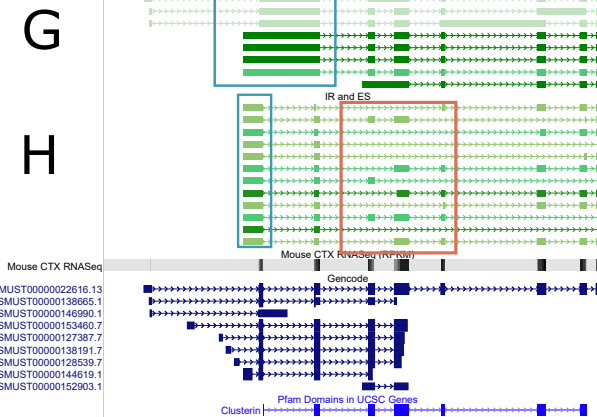 G
IR and ES
H
Mouse CTX RNASeq (RPKM)
Mouse CTX RNASeq
Gencode
MUST00000022616.13
SMUST00000138665.1
SMUST00000146990.1
SMUST00000153460.7
SMUST00000127387.7
SMUST00000138191.7
SMUST00000128539.7
SMUST00000144619.1
SMUST00000152903.1
Pfam Domains in UCSC Genes
Clusterin